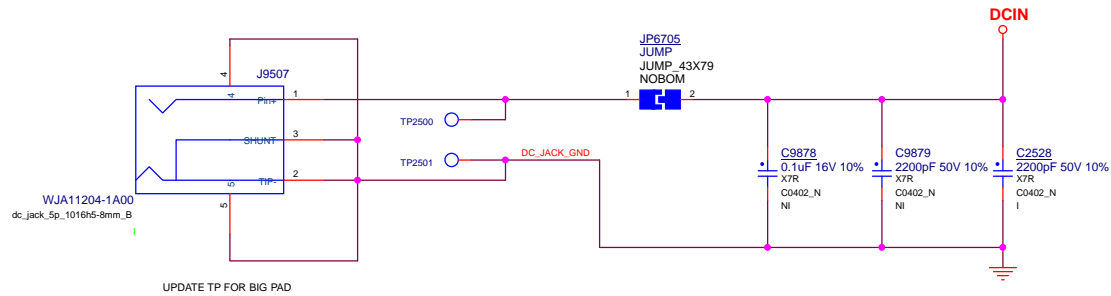 DCIN
JP6705
JUMP
JUMP_43X79
NOBOM
1
2
4
J9507
4
Pin+
1
SHUNT
3
TIP-
2
5
5
TP2500
TP2501
DC_JACK_GND
WJA11204-1A00
dc_jack_5p_1016h5-8mm_B
C9878
0.1uF 16V 10%
X7R
C0402_N
NI
C9879
2200pF 50V 10%
X7R
C0402_N
NI
C2528
2200pF 50V 10%
X7R
C0402_N
I
UPDATE TP FOR BIG PAD